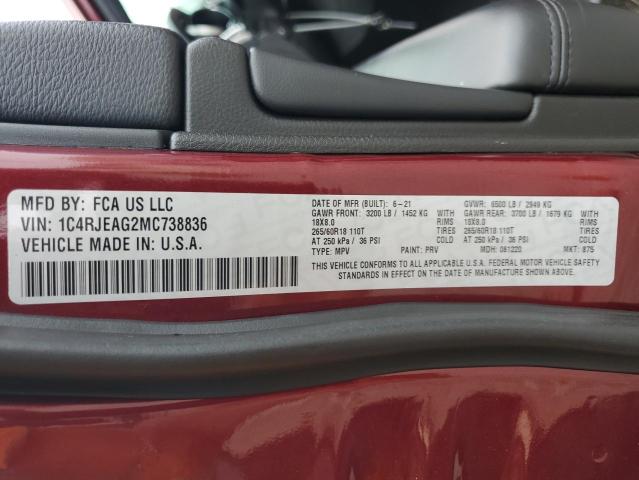 MFD BY: FCA US LLC
VIN: 1C4RJEAG2MC738836
VEHICLE MADE IN: U.S.A.
DATE OF MFR (BUILT): 6-21 GVWR: 6500 LB / 2949 KG
GAWR FRONT: 3200 LB / 1452 KG WITH GAWR REAR: 3700 LB / 1679 KG WITH
18X8.0 RIMS 18X8.0 RIMS
265/60R18 110T TIRES 265/60R18 110T TIRES
AT 250 kPa / 36 PSI COLD AT 250 kPa / 36 PSI COLD
TYPE: MPV PAINT: PRV MDH: 081220 MKT: 875
THIS VEHICLE CONFORMS TO ALL APPLICABLE U.S.A. FEDERAL MOTOR VEHICLE SAFETY
STANDARDS IN EFFECT ON THE DATE OF MANUFACTURE SHOWN ABOVE.